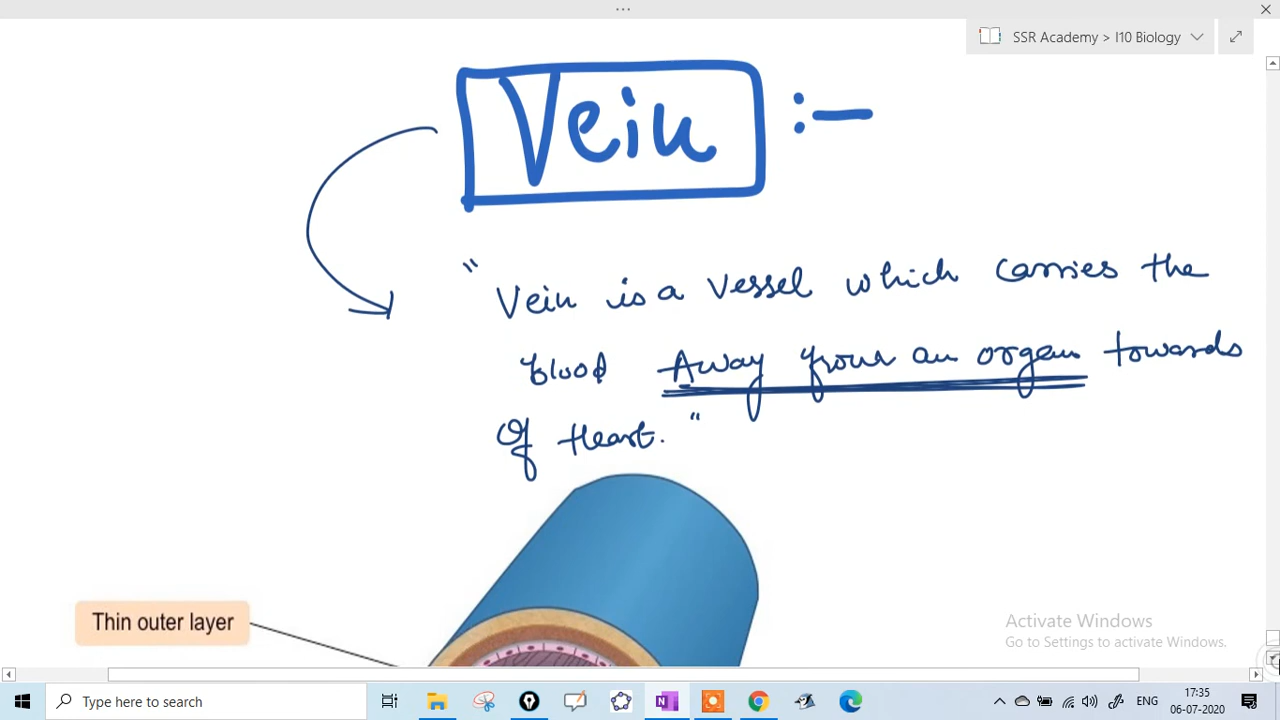 SSR Academy > I10 Biology
Vein :-
" Vein is a vessel which carries the
blood Away from an organ towards
Of Heart. "
Thin outer layer
Activate Windows
Go to Settings to activate Windows.
Type here to search
17:35
06-07-2020